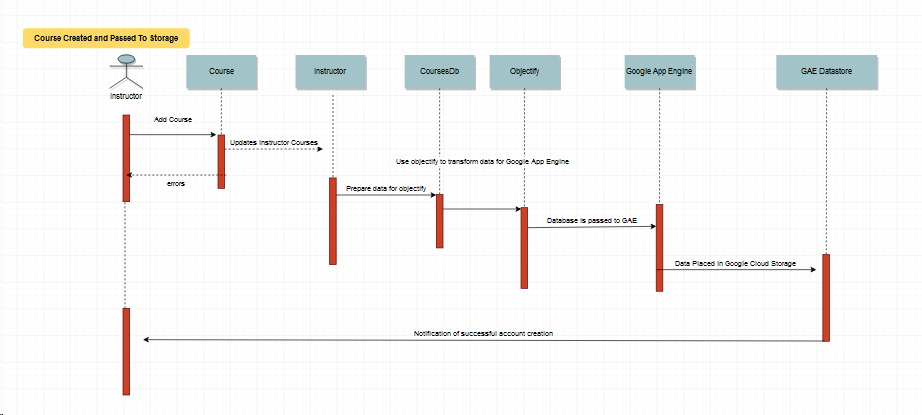 Course Created and Passed To Storage
Course
Instructor
CoursesDb
Objectify
Google App Engine
GAE Datastore
Instructor
Add Course
Updates Instructor Courses
Use objectify to transform data for Google App Engine
errors
Prepare data for objectify
Database is passed to GAE
Data Placed In Google Cloud Storage
Notification of successful account creation